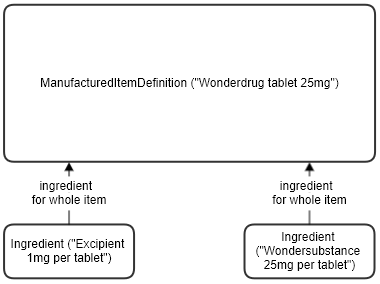 ManufacturedItemDefinition ("Wonderdrug tablet 25mg")
ingredient
for whole item
ingredient
for whole item
Ingredient ("Excipient
1mg per tablet")
Ingredient
("Wondersubstance
25mg per tablet")